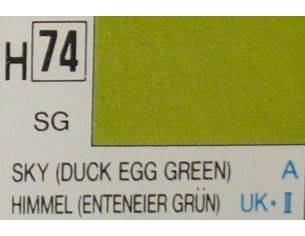 H 74
SG
SKY (DUCK EGG GREEN) A
HIMMEL (ENTENEIER GRÜN) UK·II